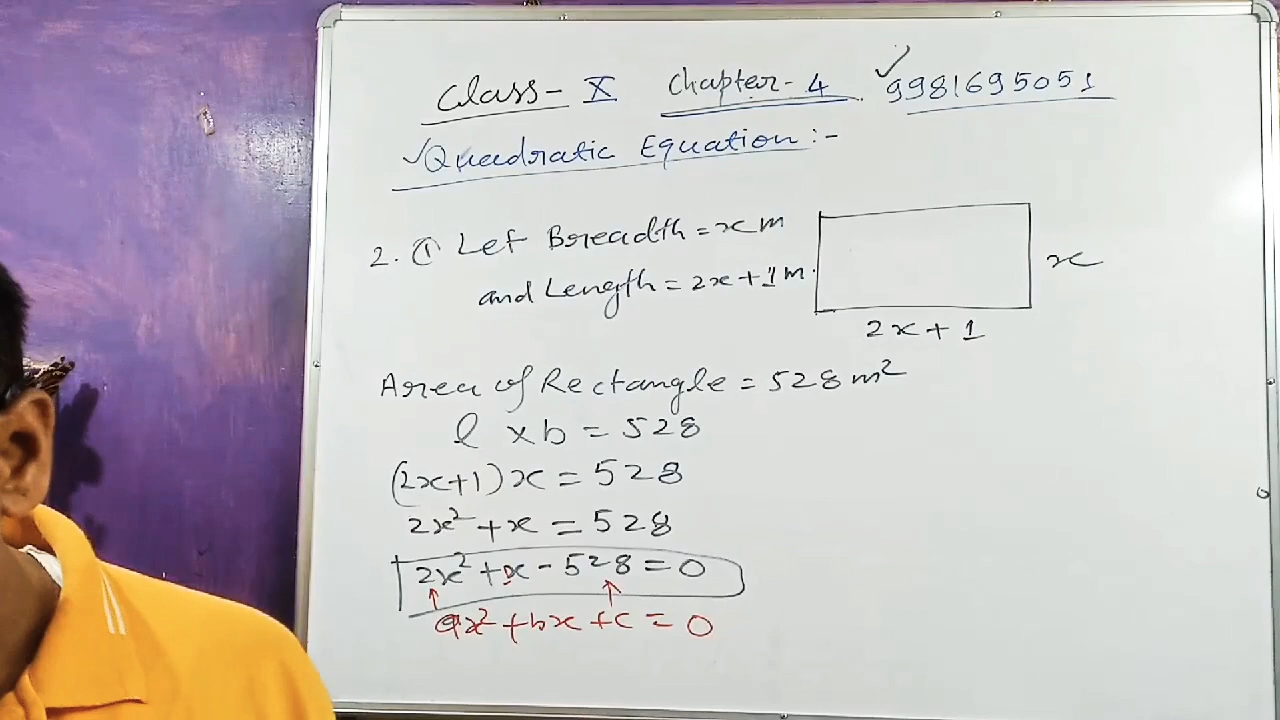 Class - X Chapter - 4 ✓9981695051
✓Quadratic Equation :-
2. ① Let Breadth = x m
and Length = 2x + 1 m.
x
2x + 1
Area of Rectangle = 528 m²
l × b = 528
(2x+1) x = 528
2x² + x = 528
2x² + x - 528 = 0
ax² + bx + c = 0